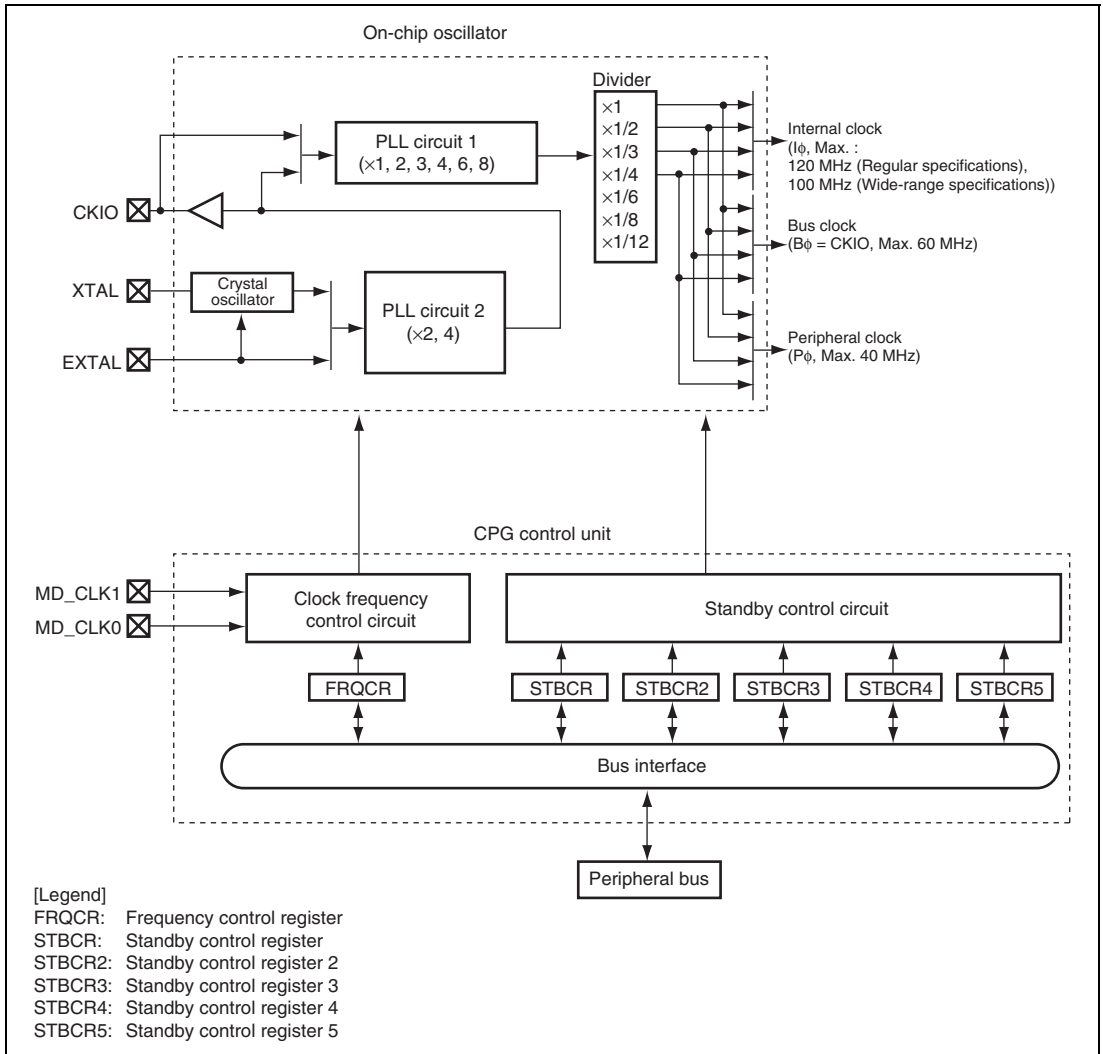 On-chip oscillator
Divider
×1
×1/2
×1/3
×1/4
×1/6
×1/8
×1/12
PLL circuit 1
(×1, 2, 3, 4, 6, 8)
Internal clock
(Iϕ, Max. :
120 MHz (Regular specifications),
100 MHz (Wide-range specifications))
CKIO
Bus clock
(Bϕ = CKIO, Max. 60 MHz)
XTAL
Crystal
oscillator
PLL circuit 2
(×2, 4)
EXTAL
Peripheral clock
(Pϕ, Max. 40 MHz)
CPG control unit
MD_CLK1
MD_CLK0
Clock frequency
control circuit
Standby control circuit
FRQCR
STBCR
STBCR2
STBCR3
STBCR4
STBCR5
Bus interface
Peripheral bus
[Legend]
FRQCR: Frequency control register
STBCR: Standby control register
STBCR2: Standby control register 2
STBCR3: Standby control register 3
STBCR4: Standby control register 4
STBCR5: Standby control register 5